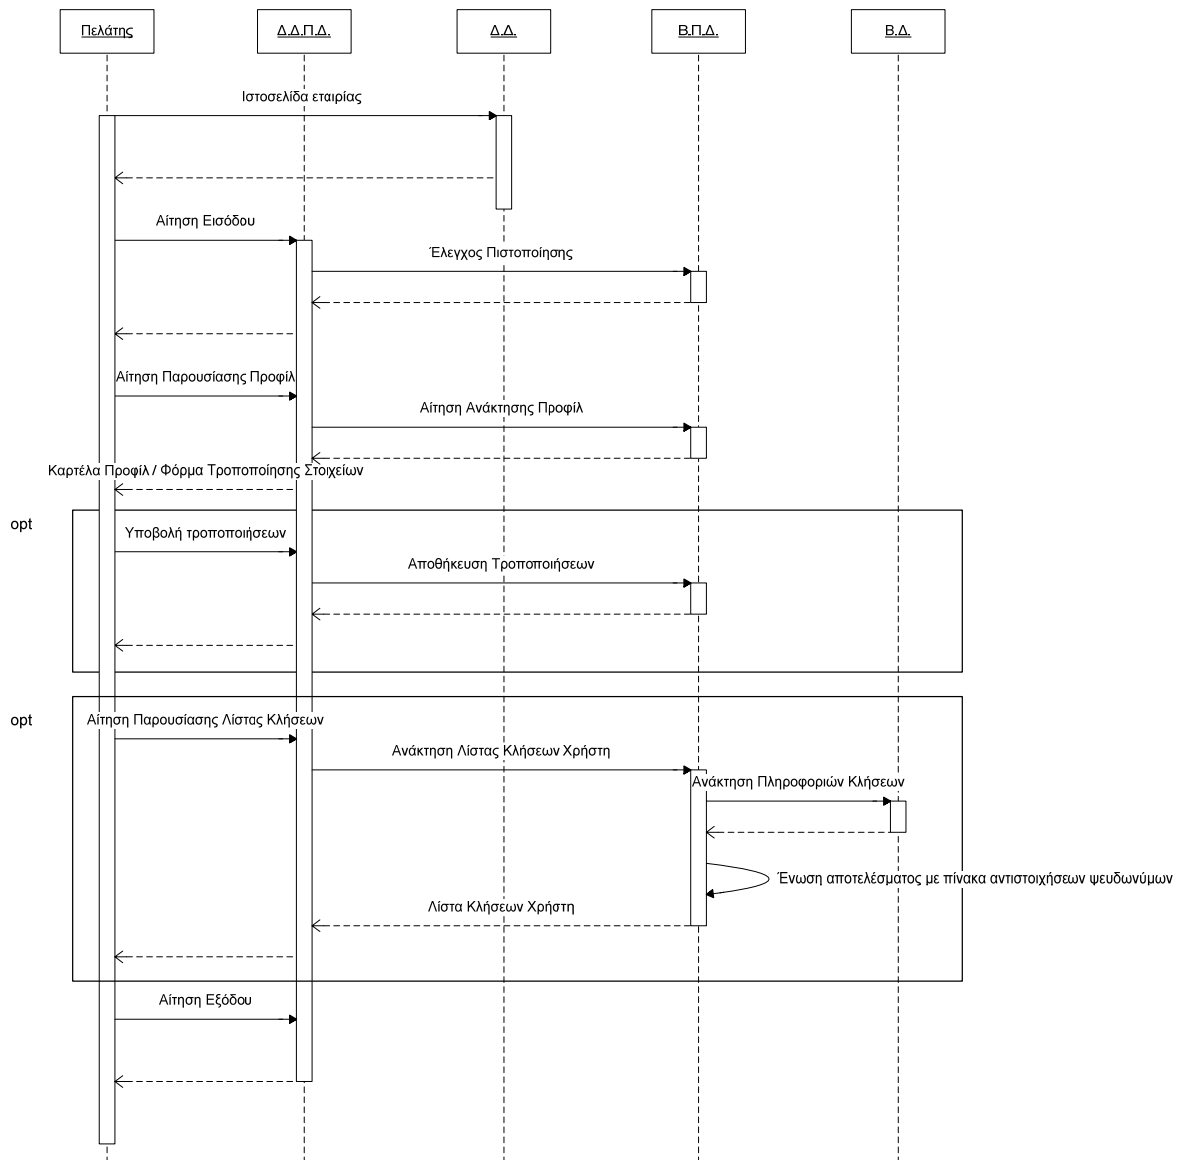 Πελάτης
Δ.Δ.Π.Δ.
Δ.Δ.
Β.Π.Δ.
Β.Δ.
Ιστοσελίδα εταιρίας
Αίτηση Εισόδου
Έλεγχος Πιστοποίησης
Αίτηση Παρουσίασης Προφίλ
Αίτηση Ανάκτησης Προφίλ
Καρτέλα Προφίλ / Φόρμα Τροποποίησης Στοιχείων
opt
Υποβολή τροποποιήσεων
Αποθήκευση Τροποποιήσεων
opt
Αίτηση Παρουσίασης Λίστας Κλήσεων
Ανάκτηση Λίστας Κλήσεων Χρήστη
Ανάκτηση Πληροφοριών Κλήσεων
Ένωση αποτελέσματος με πίνακα αντιστοιχήσεων ψευδωνύμων
Λίστα Κλήσεων Χρήστη
Αίτηση Εξόδου